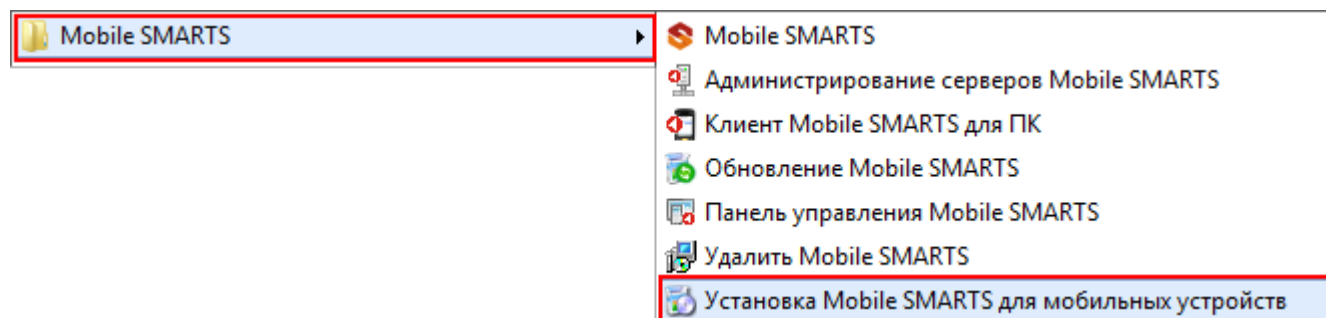 Mobile SMARTS
Mobile SMARTS
Администрирование серверов Mobile SMARTS
Клиент Mobile SMARTS для ПК
Обновление Mobile SMARTS
Панель управления Mobile SMARTS
Удалить Mobile SMARTS
Установка Mobile SMARTS для мобильных устройств